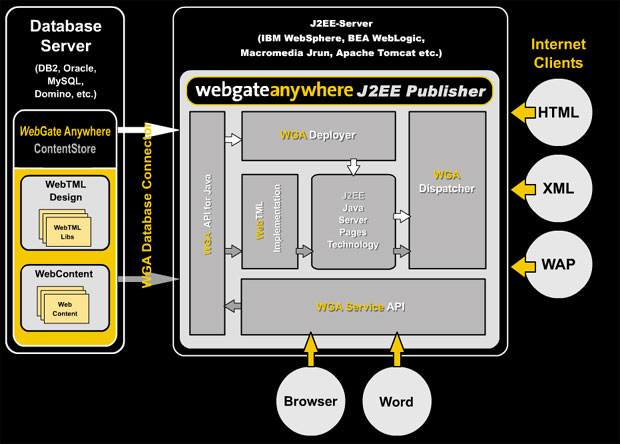 Database
Server
(DB2, Oracle,
MySQL,
Domino, etc.)
WebGate Anywhere
ContentStore
WebTML
Design
WebTML
Libs
WebContent
Web
Content
WGA Database Connector
J2EE-Server
(IBM WebSphere, BEA WebLogic,
Macromedia Jrun, Apache Tomcat etc.)
webgateanywhere J2EE Publisher
WGA API for Java
WGA Deployer
WebTML
Implementation
J2EE
Java
Server
Pages
Technology
WGA
Dispatcher
WGA Service API
Internet
Clients
HTML
XML
WAP
Browser
Word